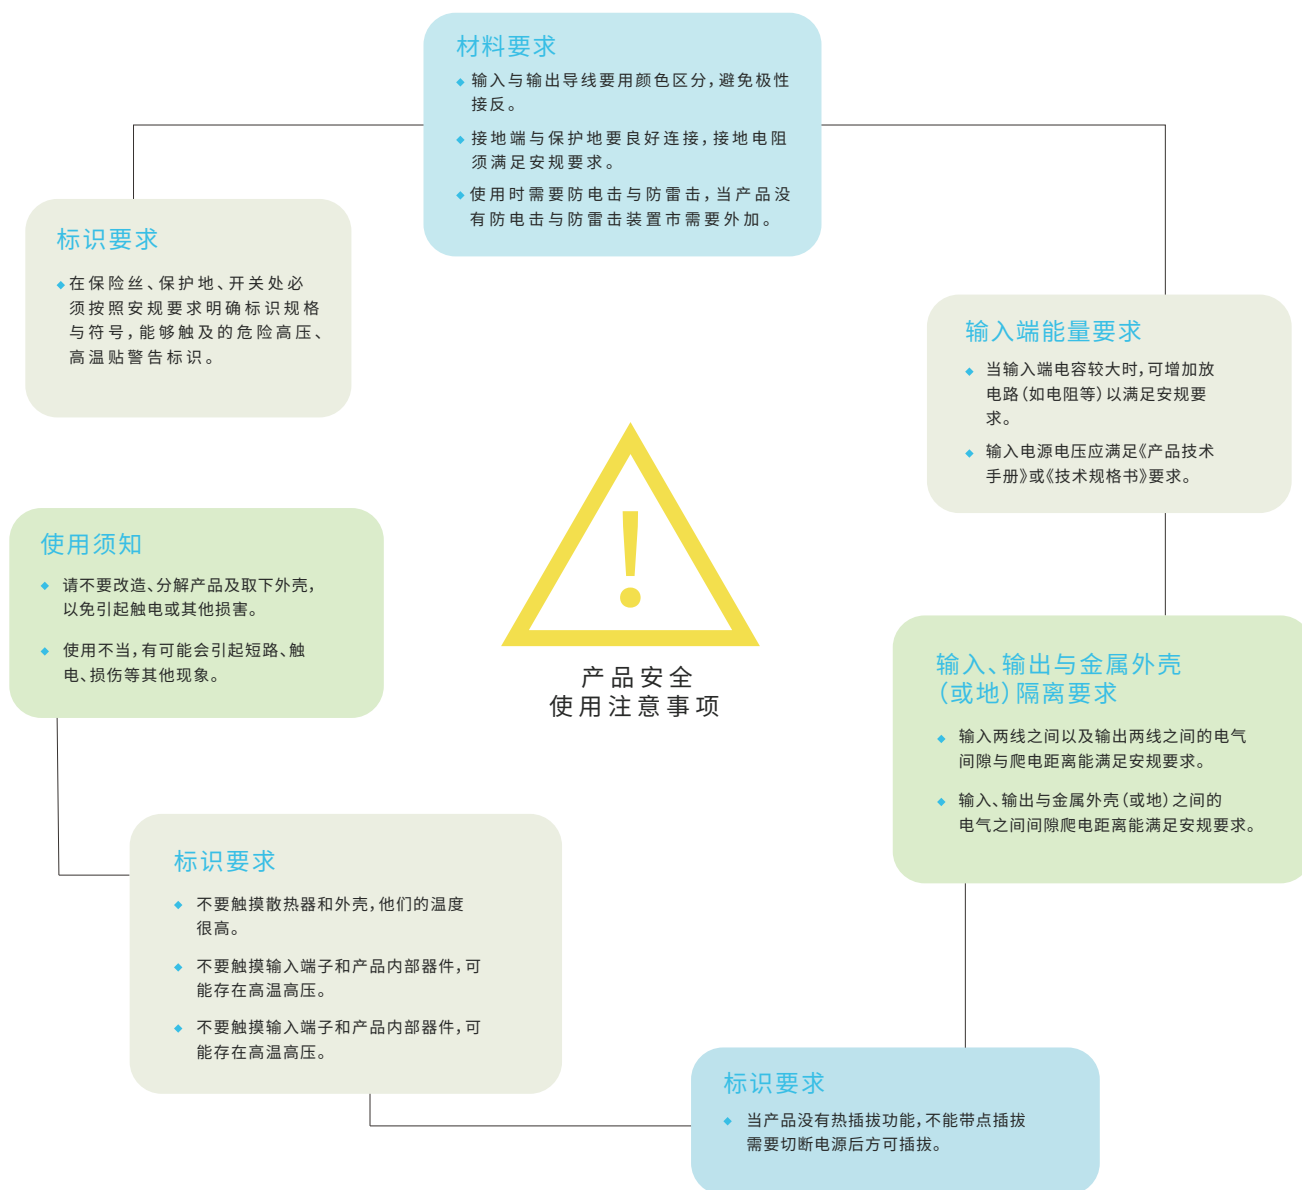 材料要求
输入与输出导线要用颜色区分，避免极性
接反。
接地端与保护地要良好连接，接地电阻
须满足安规要求。
使用时需要防电击与防雷击，当产品没
有防电击与防雷击装置市需要外加。
标识要求
在保险丝、保护地、开关处必
须按照安规要求明确标识规格
与符号，能够触及的危险高压、
高温贴警告标识。
输入端能量要求
当输入端电容较大时，可增加放
电路（如电阻等）以满足安规要
求。
输入电源电压应满足《产品技术
手册》或《技术规格书》要求。
使用须知
请不要改造、分解产品及取下外壳，
以免引起触电或其他损害。
使用不当，有可能会引起短路、触
电、损伤等其他现象。
!
产品安全
使用注意事项
输入、输出与金属外壳
（或地）隔离要求
输入两线之间以及输出两线之间的电气
间隙与爬电距离能满足安规要求。
输入、输出与金属外壳（或地）之间的
电气之间间隙爬电距离能满足安规要求。
标识要求
不要触摸散热器和外壳，他们的温度
很高。
不要触摸输入端子和产品内部器件，可
能存在高温高压。
不要触摸输入端子和产品内部器件，可
能存在高温高压。
标识要求
当产品没有热插拔功能，不能带点插拔
需要切断电源后方可插拔。